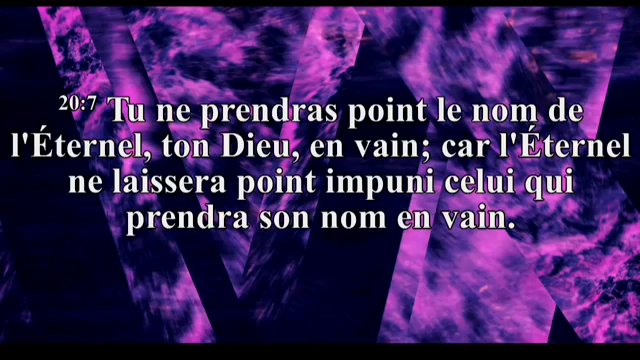 20:7 Tu ne prendras point le nom de
l'Éternel, ton Dieu, en vain; car l'Éternel
ne laissera point impuni celui qui
prendra son nom en vain.